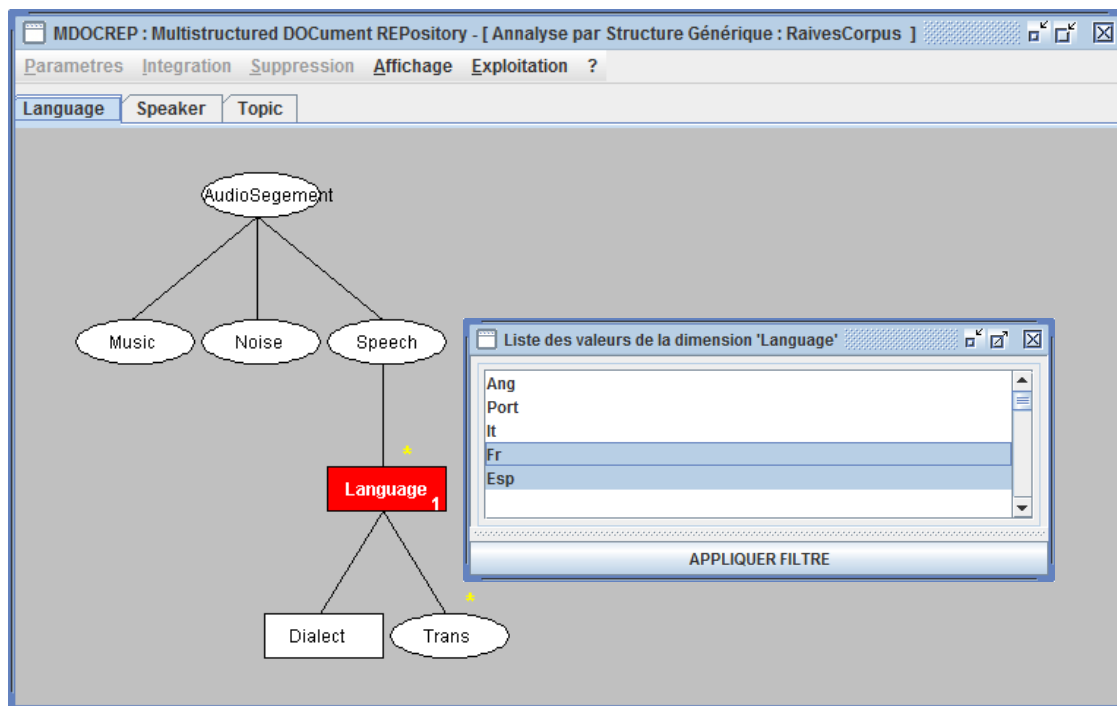 MDOCREP : Multistructured DOCument REPository - [ Annalyse par Structure Générique : RaivesCorpus ]
Parametres Integration Suppression Affichage Exploitation ?
Language Speaker Topic
AudioSegement
Music Noise Speech
Liste des valeurs de la dimension 'Language'
Ang
Port
It
Fr
Esp
APPLIQUER FILTRE
*
Language 1
*
Dialect Trans